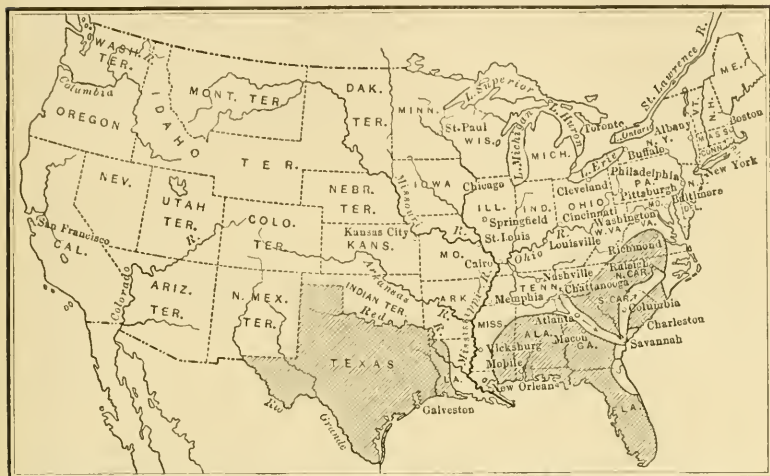 WASH. TER.
Columbia R.
OREGON
IDAHO TER.
MONT. TER.
DAK. TER.
MINN.
St. Paul
WIS.
L. Superior
L. Michigan
L. Huron
MICH.
Toronto
L. Ontario
L. Erie
St. Lawrence R.
ME.
VT.
N.H.
MASS.
CONN.
Boston
Albany
N.Y.
Buffalo
New York
NEV.
UTAH TER.
COLO. TER.
NEBR. TER.
IOWA
Missouri R.
Chicago
ILL.
Springfield
IND.
OHIO
Cleveland
Cincinnati
Philadelphia
PA.
Pittsburgh
N.J.
Baltimore
MD.
Washington
W. VA.
VA.
San Francisco
CAL.
Colorado R.
Kansas City
KANS.
MO.
St. Louis
Cairo
Ohio R.
Louisville
Richmond
ARIZ. TER.
N. MEX. TER.
INDIAN TER.
Arkansas R.
Red R.
ARK.
Mississippi R.
Memphis
TENN.
Nashville
Chattanooga
Raleigh
N. CAR.
S. CAR.
Columbia
Charleston
Savannah
TEXAS
Rio Grande
Galveston
LA.
New Orleans
MISS.
Vicksburg
Mobile
ALA.
Atlanta
Macon
GA.
FLA.